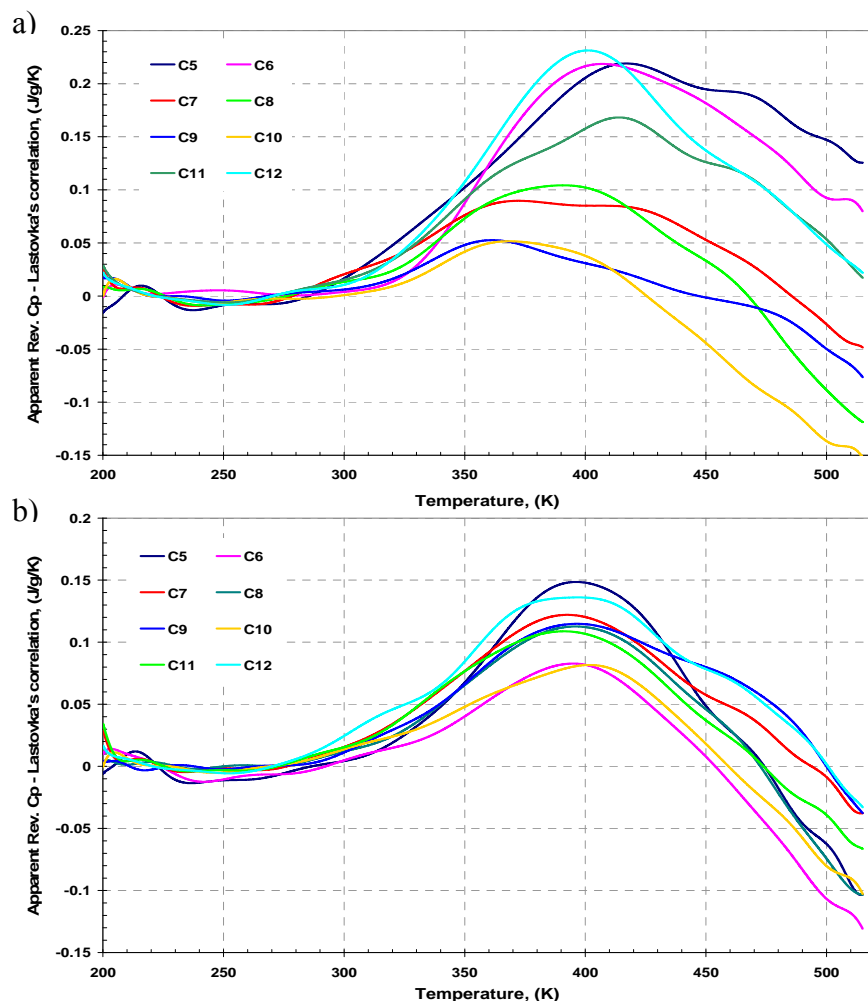 a)
0.25
0.2
0.15
0.1
0.05
0
-0.05
-0.1
-0.15
Apparent Rev. Cp - Lastovka's correlation, (J/g/K)
C5 C6
C7 C8
C9 C10
C11 C12
200 250 300 350 400 450 500
Temperature, (K)
b)
0.2
0.15
0.1
0.05
0
-0.05
-0.1
-0.15
Apparent Rev. Cp - Lastovka's correlation, (J/g/K)
C5 C6
C7 C8
C9 C10
C11 C12
200 250 300 350 400 450 500
Temperature, (K)